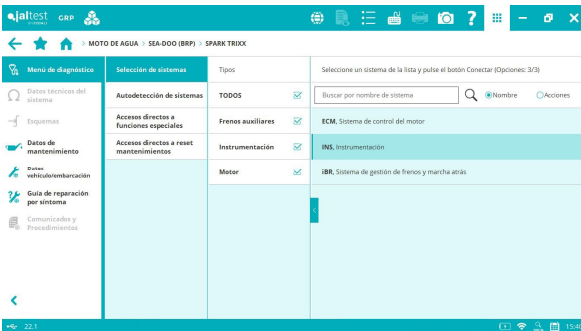 jaltest GRP
MOTO DE AGUA > SEA-DOO (BRP) > SPARK TRIXX
Menú de diagnóstico
Datos técnicos del sistema
Esquemas
Datos de mantenimiento
Datos vehículo/embarcación
Guía de reparación por síntoma
Comunicados y Procedimientos
Selección de sistemas
Autodetección de sistemas
Accesos directos a funciones especiales
Accesos directos a reset mantenimientos
Tipos
TODOS
Frenos auxiliares
Instrumentación
Motor
Seleccione un sistema de la lista y pulse el botón Conectar (Opciones: 3/3)
Buscar por nombre de sistema
Nombre
Acciones
ECM, Sistema de control del motor
INS, Instrumentación
iBR, Sistema de gestión de frenos y marcha atrás
22.1
15:40